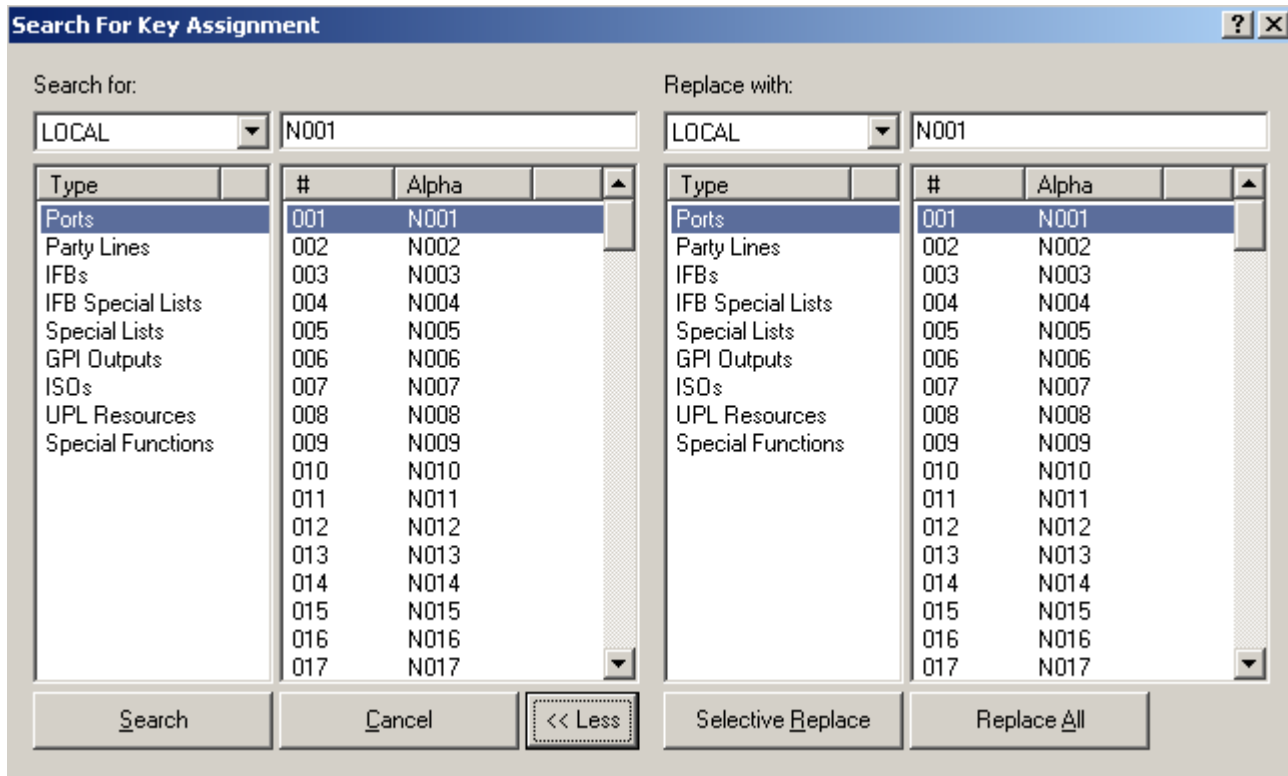 Search For Key Assignment
Search for:
Replace with:
LOCAL N001 LOCAL N001
Type # Alpha Type # Alpha
Ports 001 N001 Ports 001 N001
Party Lines 002 N002 Party Lines 002 N002
IFBs 003 N003 IFBs 003 N003
IFB Special Lists 004 N004 IFB Special Lists 004 N004
Special Lists 005 N005 Special Lists 005 N005
GPI Outputs 006 N006 GPI Outputs 006 N006
ISOs 007 N007 ISOs 007 N007
UPL Resources 008 N008 UPL Resources 008 N008
Special Functions 009 N009 Special Functions 009 N009
010 N010 010 N010
011 N011 011 N011
012 N012 012 N012
013 N013 013 N013
014 N014 014 N014
015 N015 015 N015
016 N016 016 N016
017 N017 017 N017
Search Cancel << Less Selective Replace Replace All